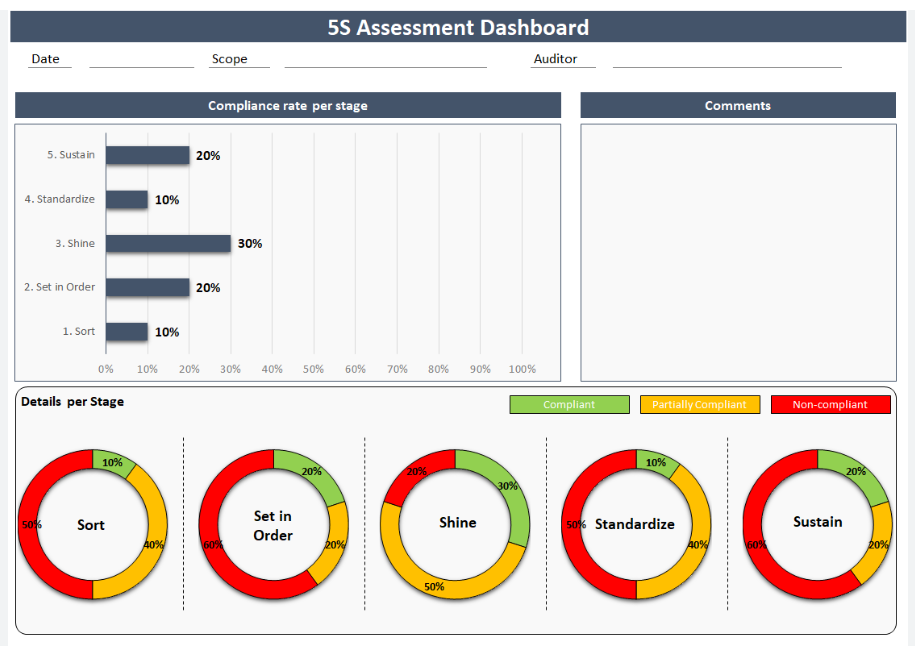 5S Assessment Dashboard
Date Scope Auditor
Compliance rate per stage
5. Sustain 20%
4. Standardize 10%
3. Shine 30%
2. Set in Order 20%
1. Sort 10%
0% 10% 20% 30% 40% 50% 60% 70% 80% 90% 100%
Comments
Details per Stage
Compliant Partially Compliant Non-compliant
10%
50% Sort
40%
20%
Set in
Order
60% 20%
20%
30%
Shine
50%
10%
50% Standardize
40%
20%
Sustain
60% 20%